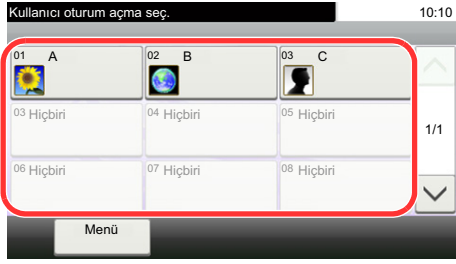 Kullanıcı oturum açma seç. 10:10
01 A 02 B 03 C
03 Hiçbiri 04 Hiçbiri 05 Hiçbiri
1/1
06 Hiçbiri 07 Hiçbiri 08 Hiçbiri
Menü